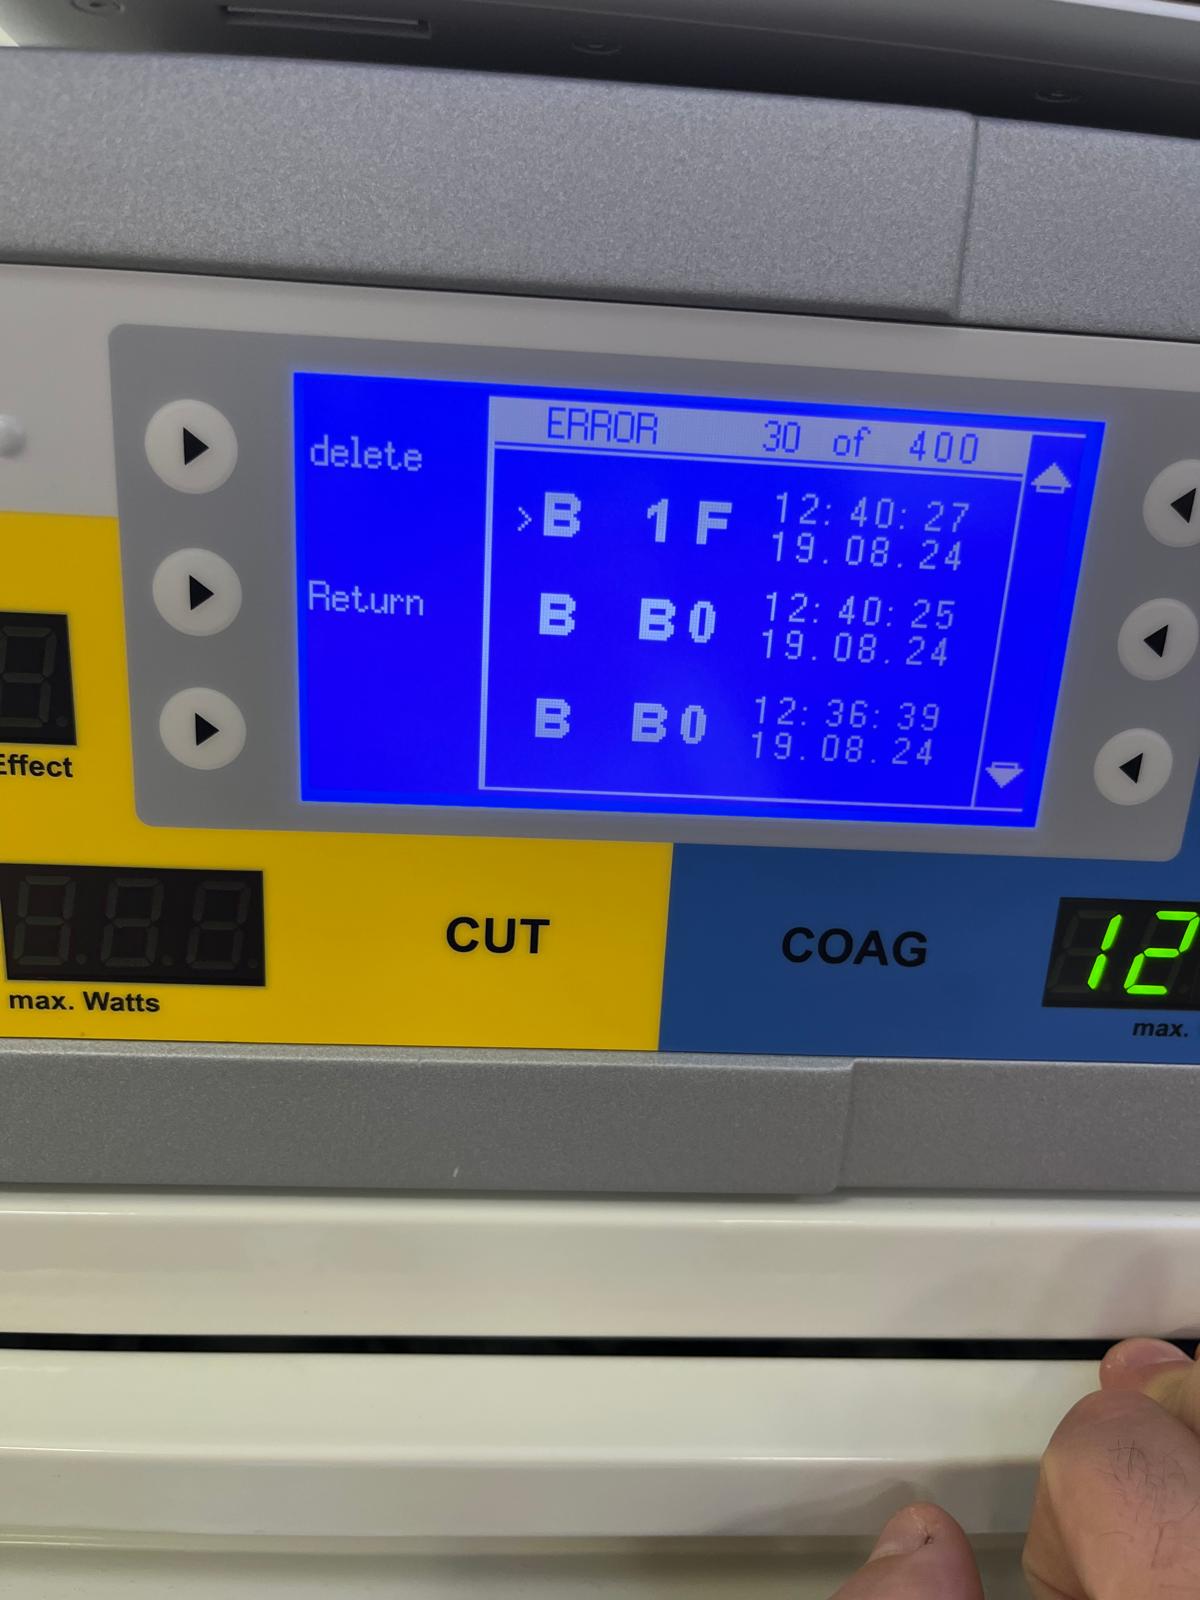 delete
Return
ERROR 30 of 400
>B 1F 12:40:27
19.08.24
B B0 12:40:25
19.08.24
B B0 12:36:39
19.08.24
Effect
max. Watts
CUT
COAG
12
max.